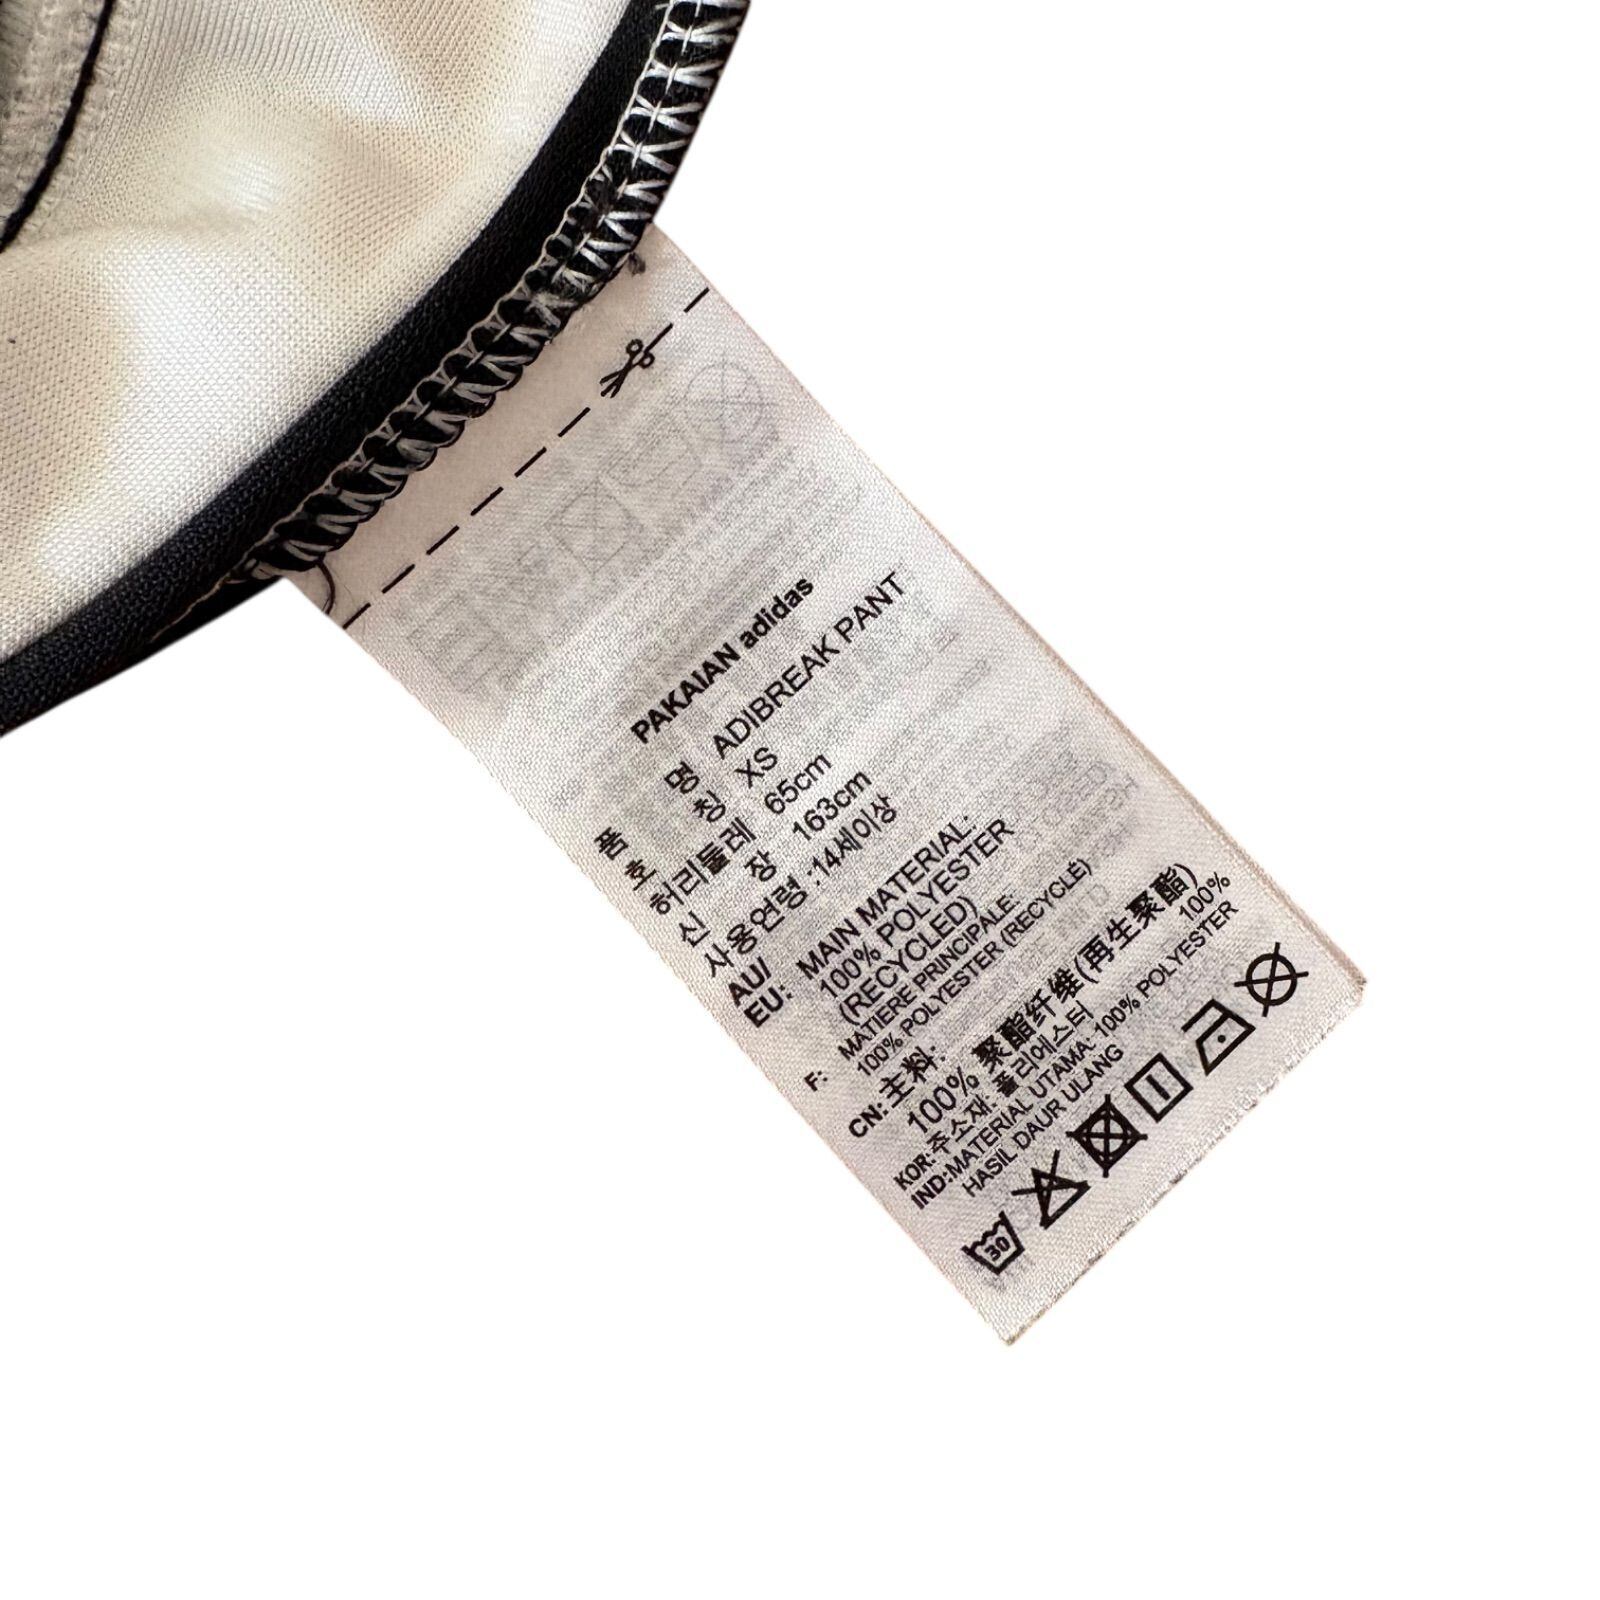 PAKAIAN adidas
품 명 ADIBREAK PANT
호 칭 XS
허리둘레 65cm
신 장 163cm
사용연령 :14세이상
AU/
EU: MAIN MATERIAL:
100% POLYESTER
(RECYCLED)
F: MATIERE PRINCIPALE:
100% POLYESTER (RECYCLÉ)
CN: 主料:
100% 聚酯纤维(再生聚酯)
KOR: 주소재: 폴리에스터 100%
IND:MATERIAL UTAMA: 100% POLYESTER
HASIL DAUR ULANG
30